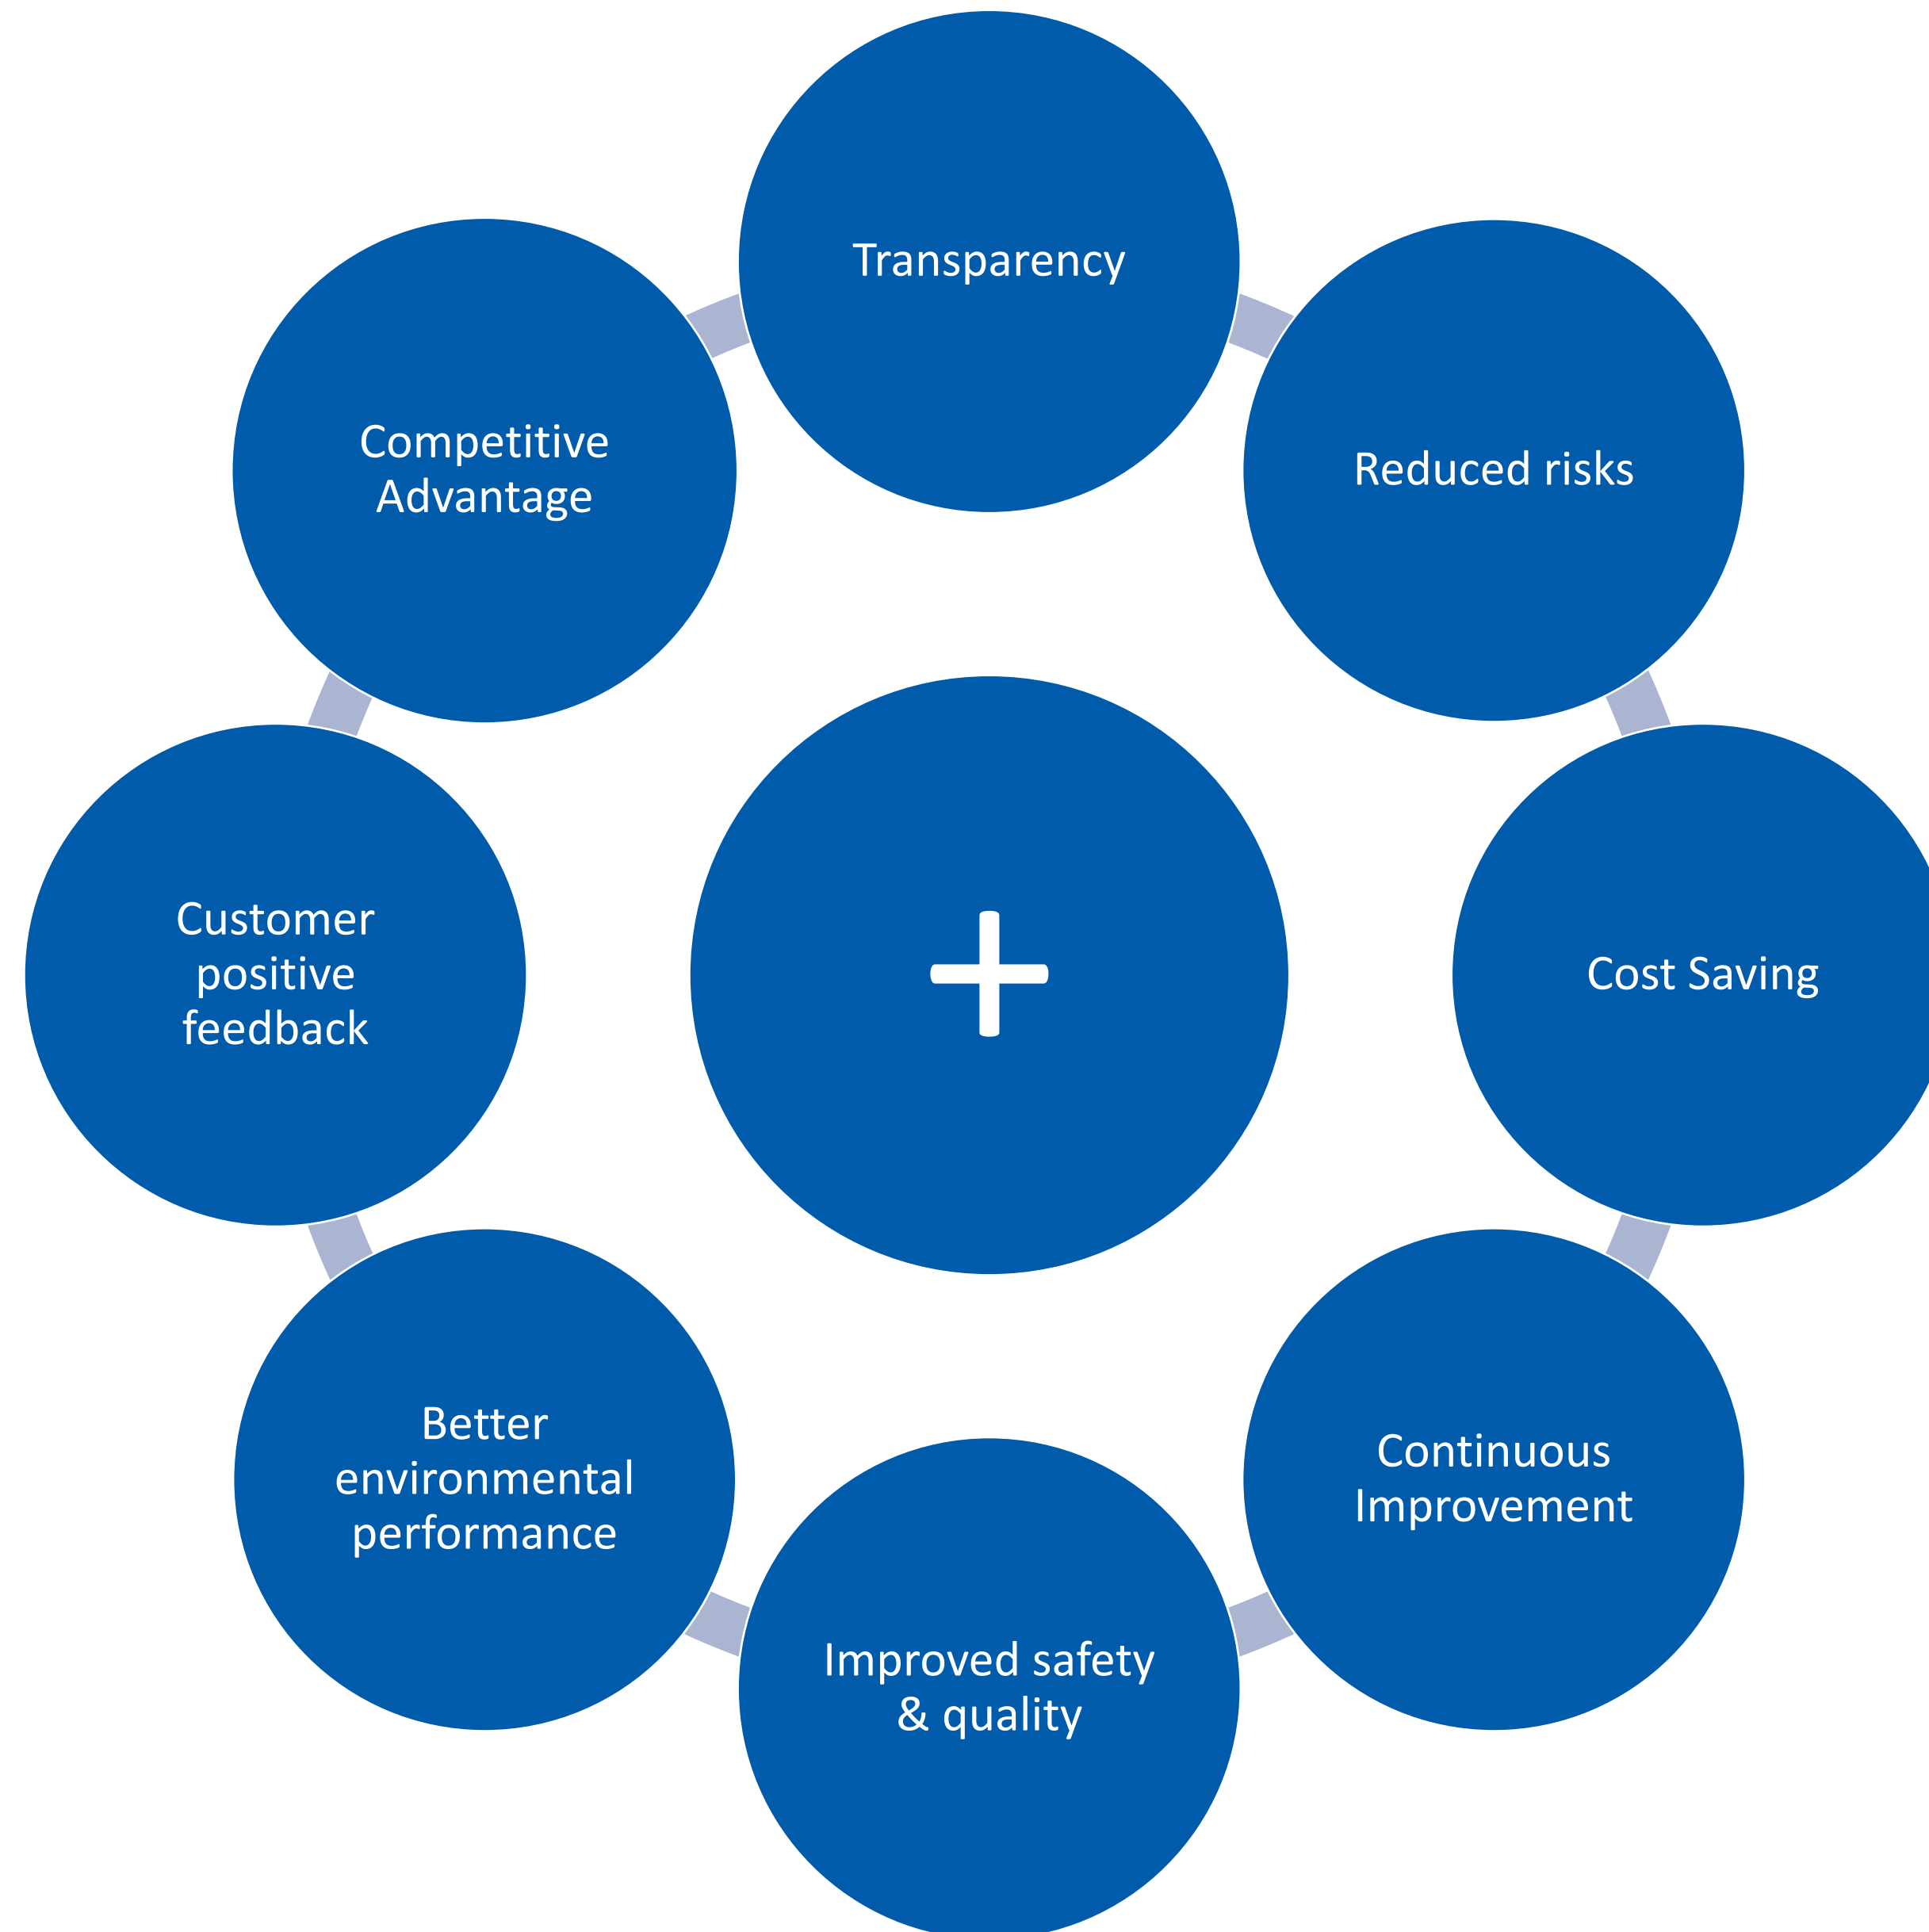 Transparency
Reduced risks
Cost Saving
Continuous
Improvement
Improved safety
& quality
Better
environmental
performance
Customer
positive
feedback
Competitive
Advantage
+